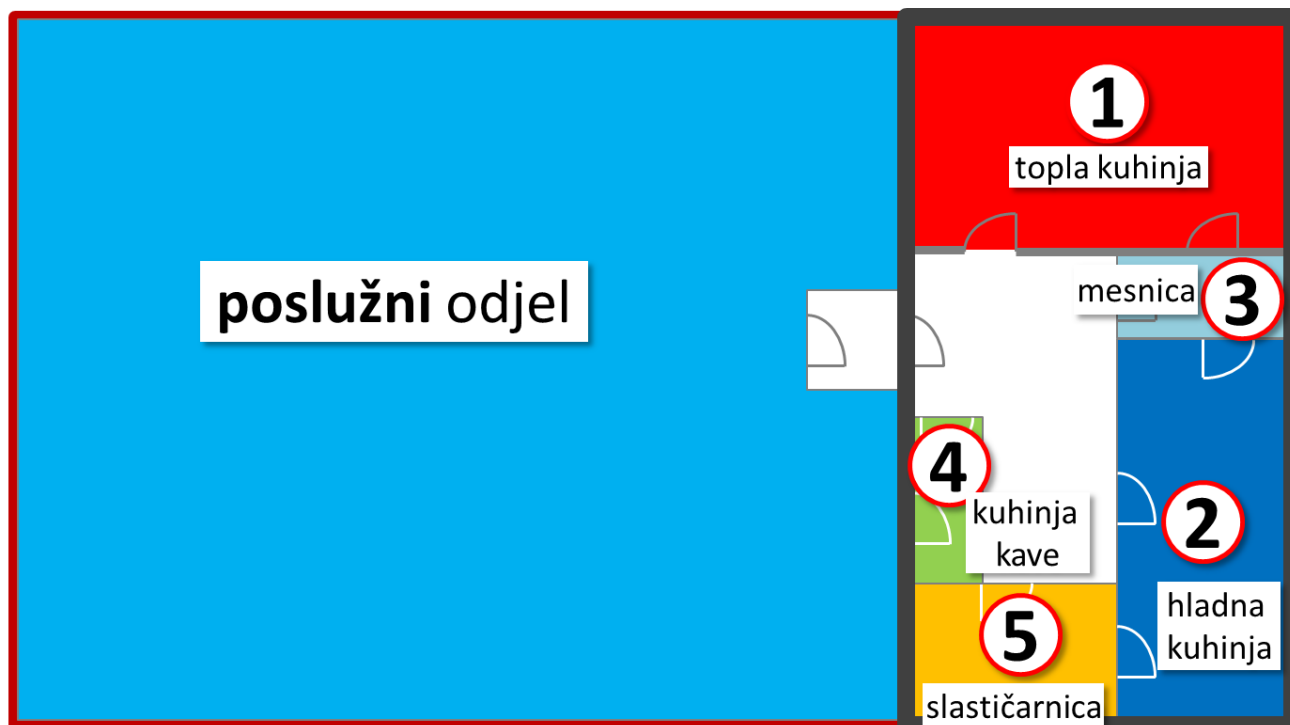 poslužni odjel
1
topla kuhinja
mesnica
3
4
kuhinja
kave
2
hladna
kuhinja
5
slastičarnica